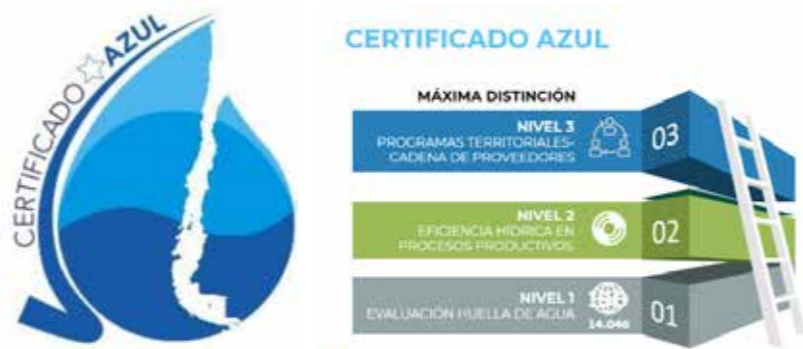 CERTIFICADO☆AZUL
CERTIFICADO AZUL
MÁXIMA DISTINCIÓN
NIVEL 3
PROGRAMAS TERRITORIALES-
CADENA DE PROVEEDORES
03
NIVEL 2
EFICIENCIA HÍDRICA EN
PROCESOS PRODUCTIVOS
02
NIVEL 1
EVALUACIÓN HUELLA DE AGUA
14.046
01